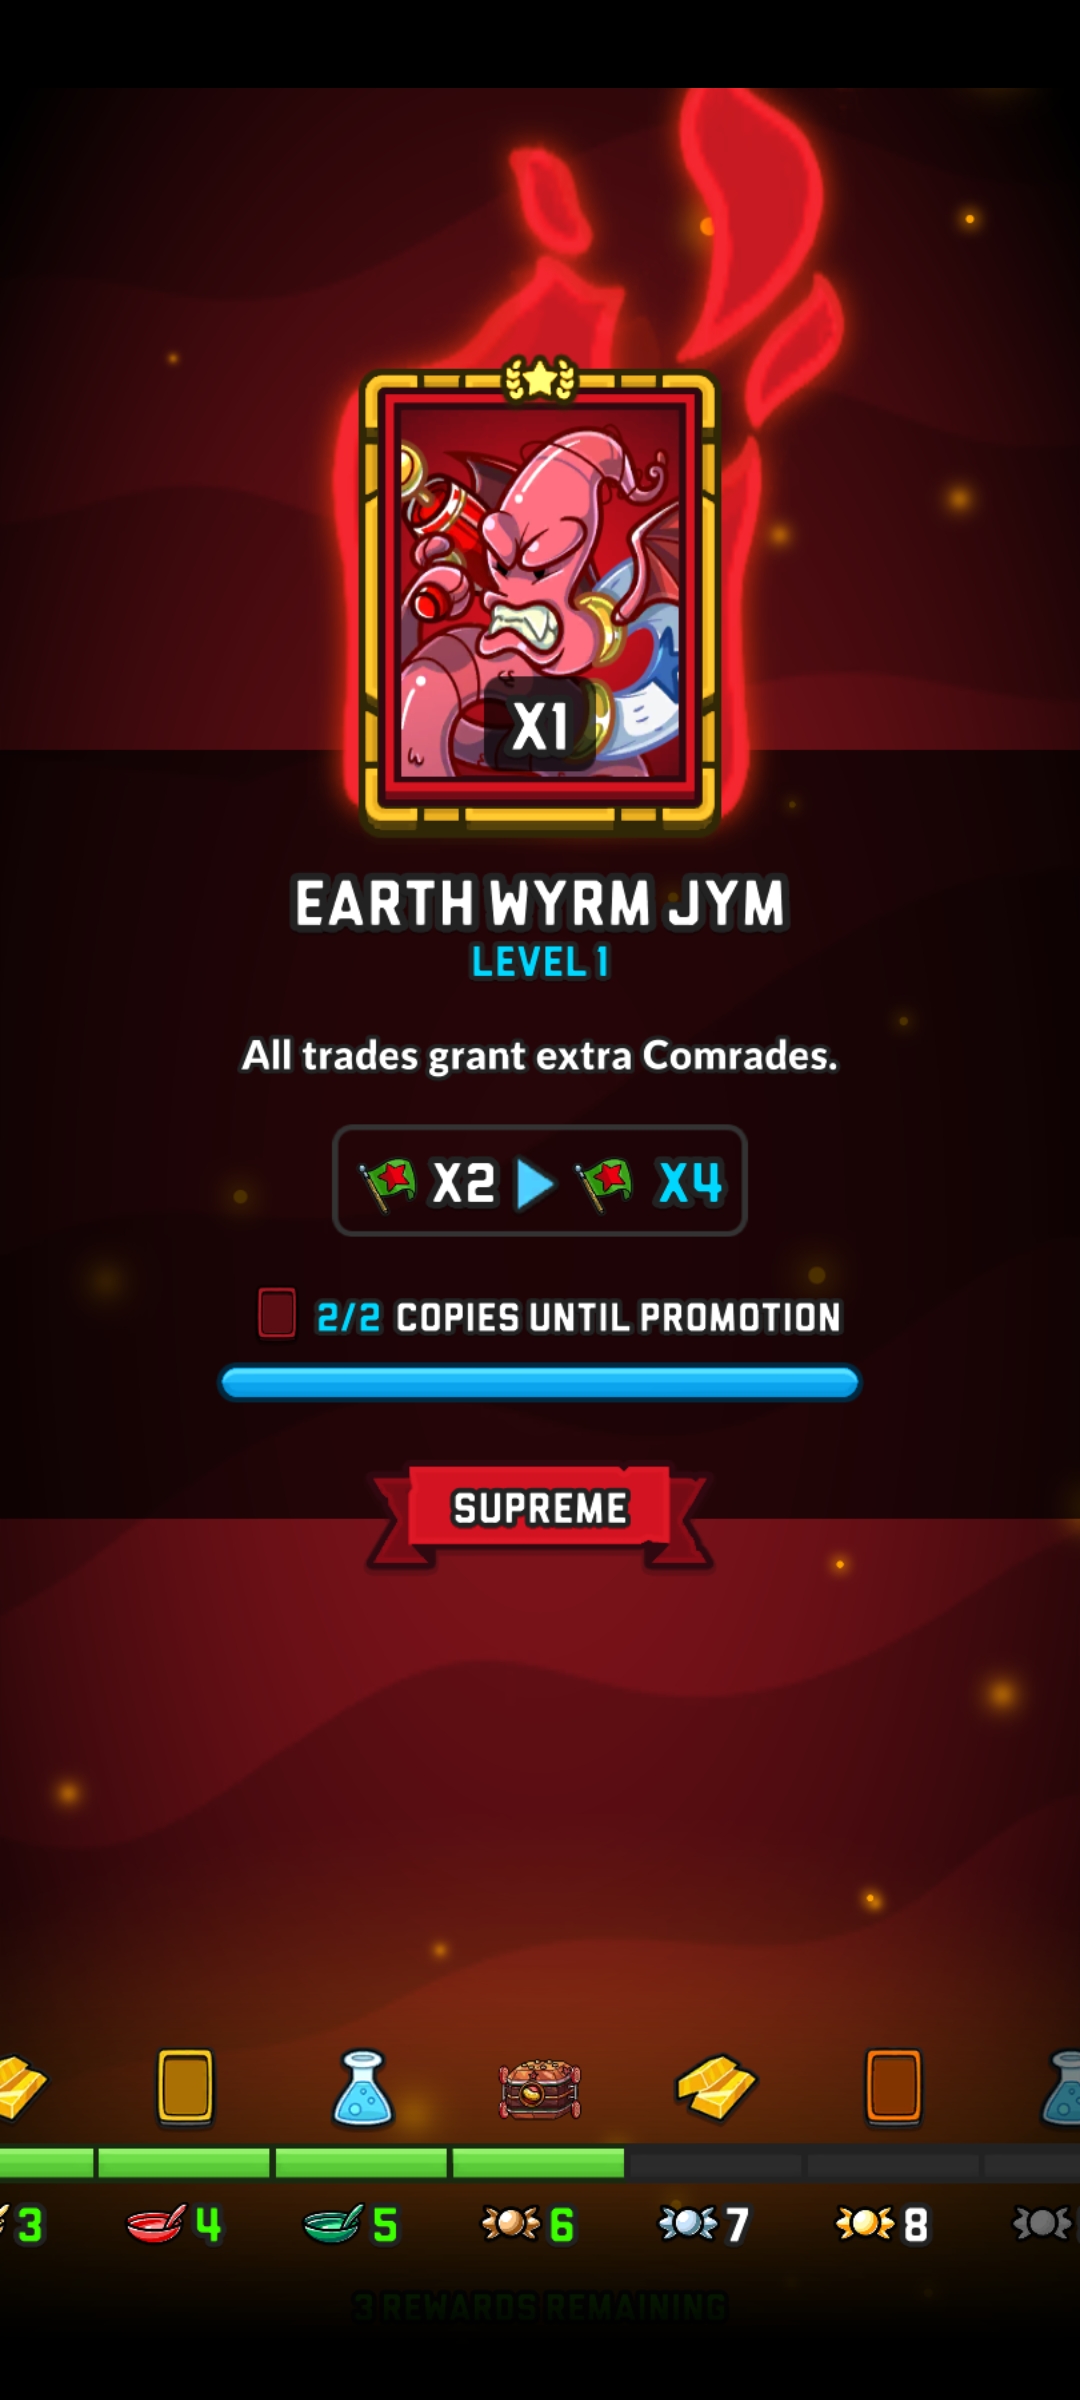 X1
EARTH WYRM JYM
LEVEL 1
All trades grant extra Comrades.
X2 X4
2/2 COPIES UNTIL PROMOTION
SUPREME
3 4 5 6 7 8
3 REWARDS REMAINING